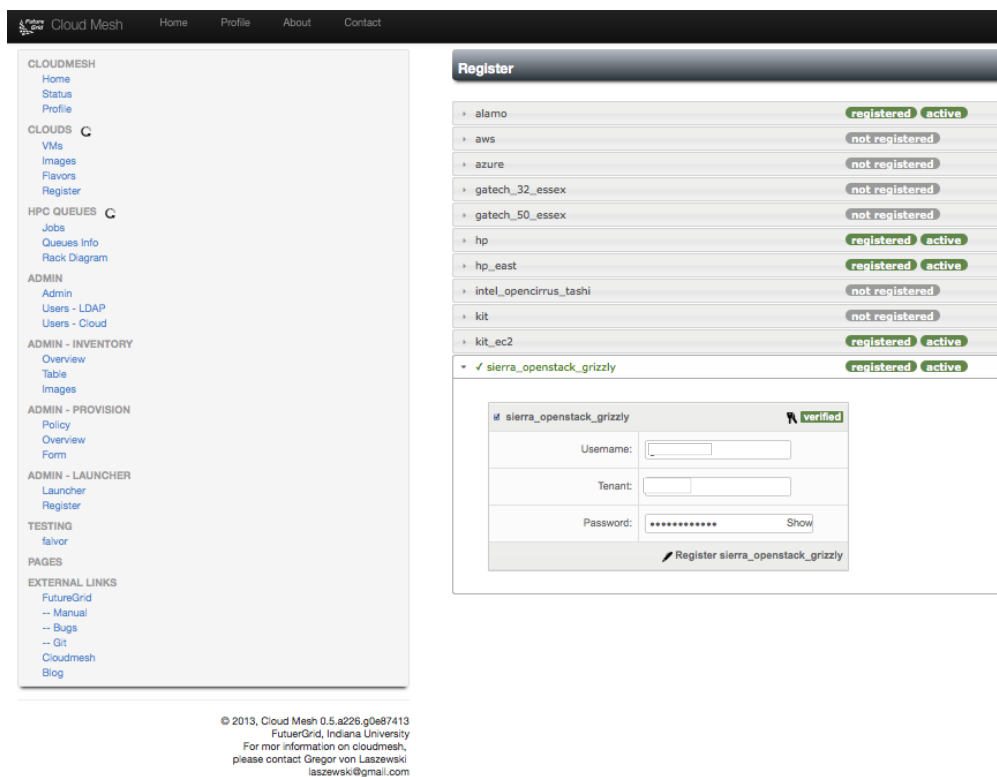 Future Grid Cloud Mesh Home Profile About Contact
CLOUDMESH
Home
Status
Profile
CLOUDS
VMs
Images
Flavors
Register
HPC QUEUES
Jobs
Queues Info
Rack Diagram
ADMIN
Admin
Users - LDAP
Users - Cloud
ADMIN - INVENTORY
Overview
Table
Images
ADMIN - PROVISION
Policy
Overview
Form
ADMIN - LAUNCHER
Launcher
Register
TESTING
falvor
PAGES
EXTERNAL LINKS
FutureGrid
-- Manual
-- Bugs
-- Git
Cloudmesh
Blog
© 2013, Cloud Mesh 0.5.a226.g0e87413
FutuerGrid, Indiana University
For mor information on cloudmesh,
please contact Gregor von Laszewski
laszewski@gmail.com
Register
alamo registered active
aws not registered
azure not registered
gatech_32_essex not registered
gatech_50_essex not registered
hp registered active
hp_east registered active
intel_opencirrus_tashi not registered
kit not registered
kit_ec2 registered active
✓ sierra_openstack_grizzly registered active
sierra_openstack_grizzly verified
Username:
Tenant:
Password: •••••••••••• Show
Register sierra_openstack_grizzly